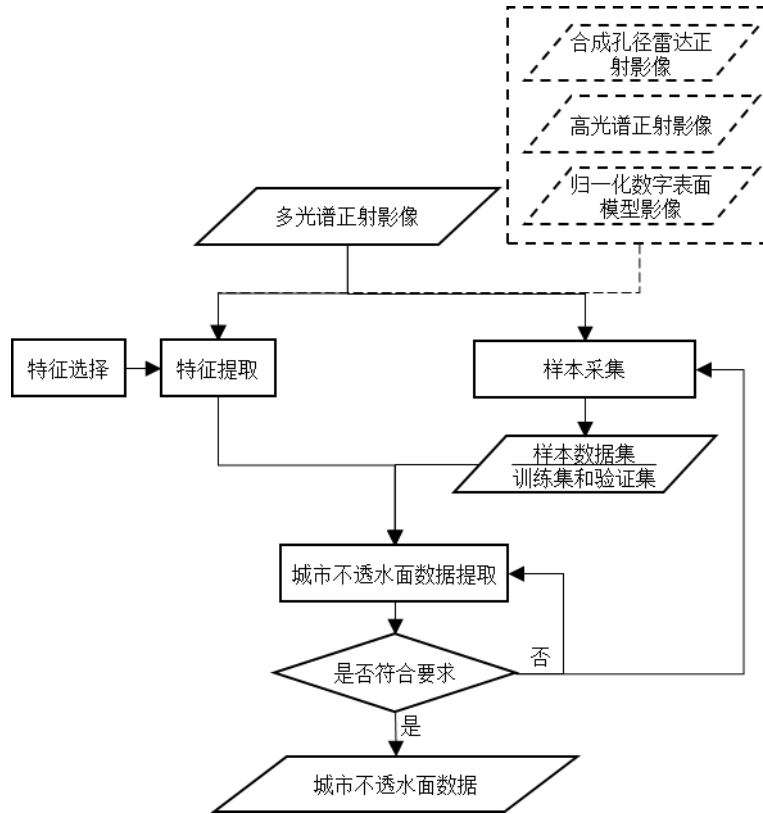 合成孔径雷达正
射影像
高光谱正射影像
归一化数字表面
模型影像
多光谱正射影像
特征选择
特征提取
样本采集
样本数据集
训练集和验证集
城市不透水面数据提取
是否符合要求
否
是
城市不透水面数据